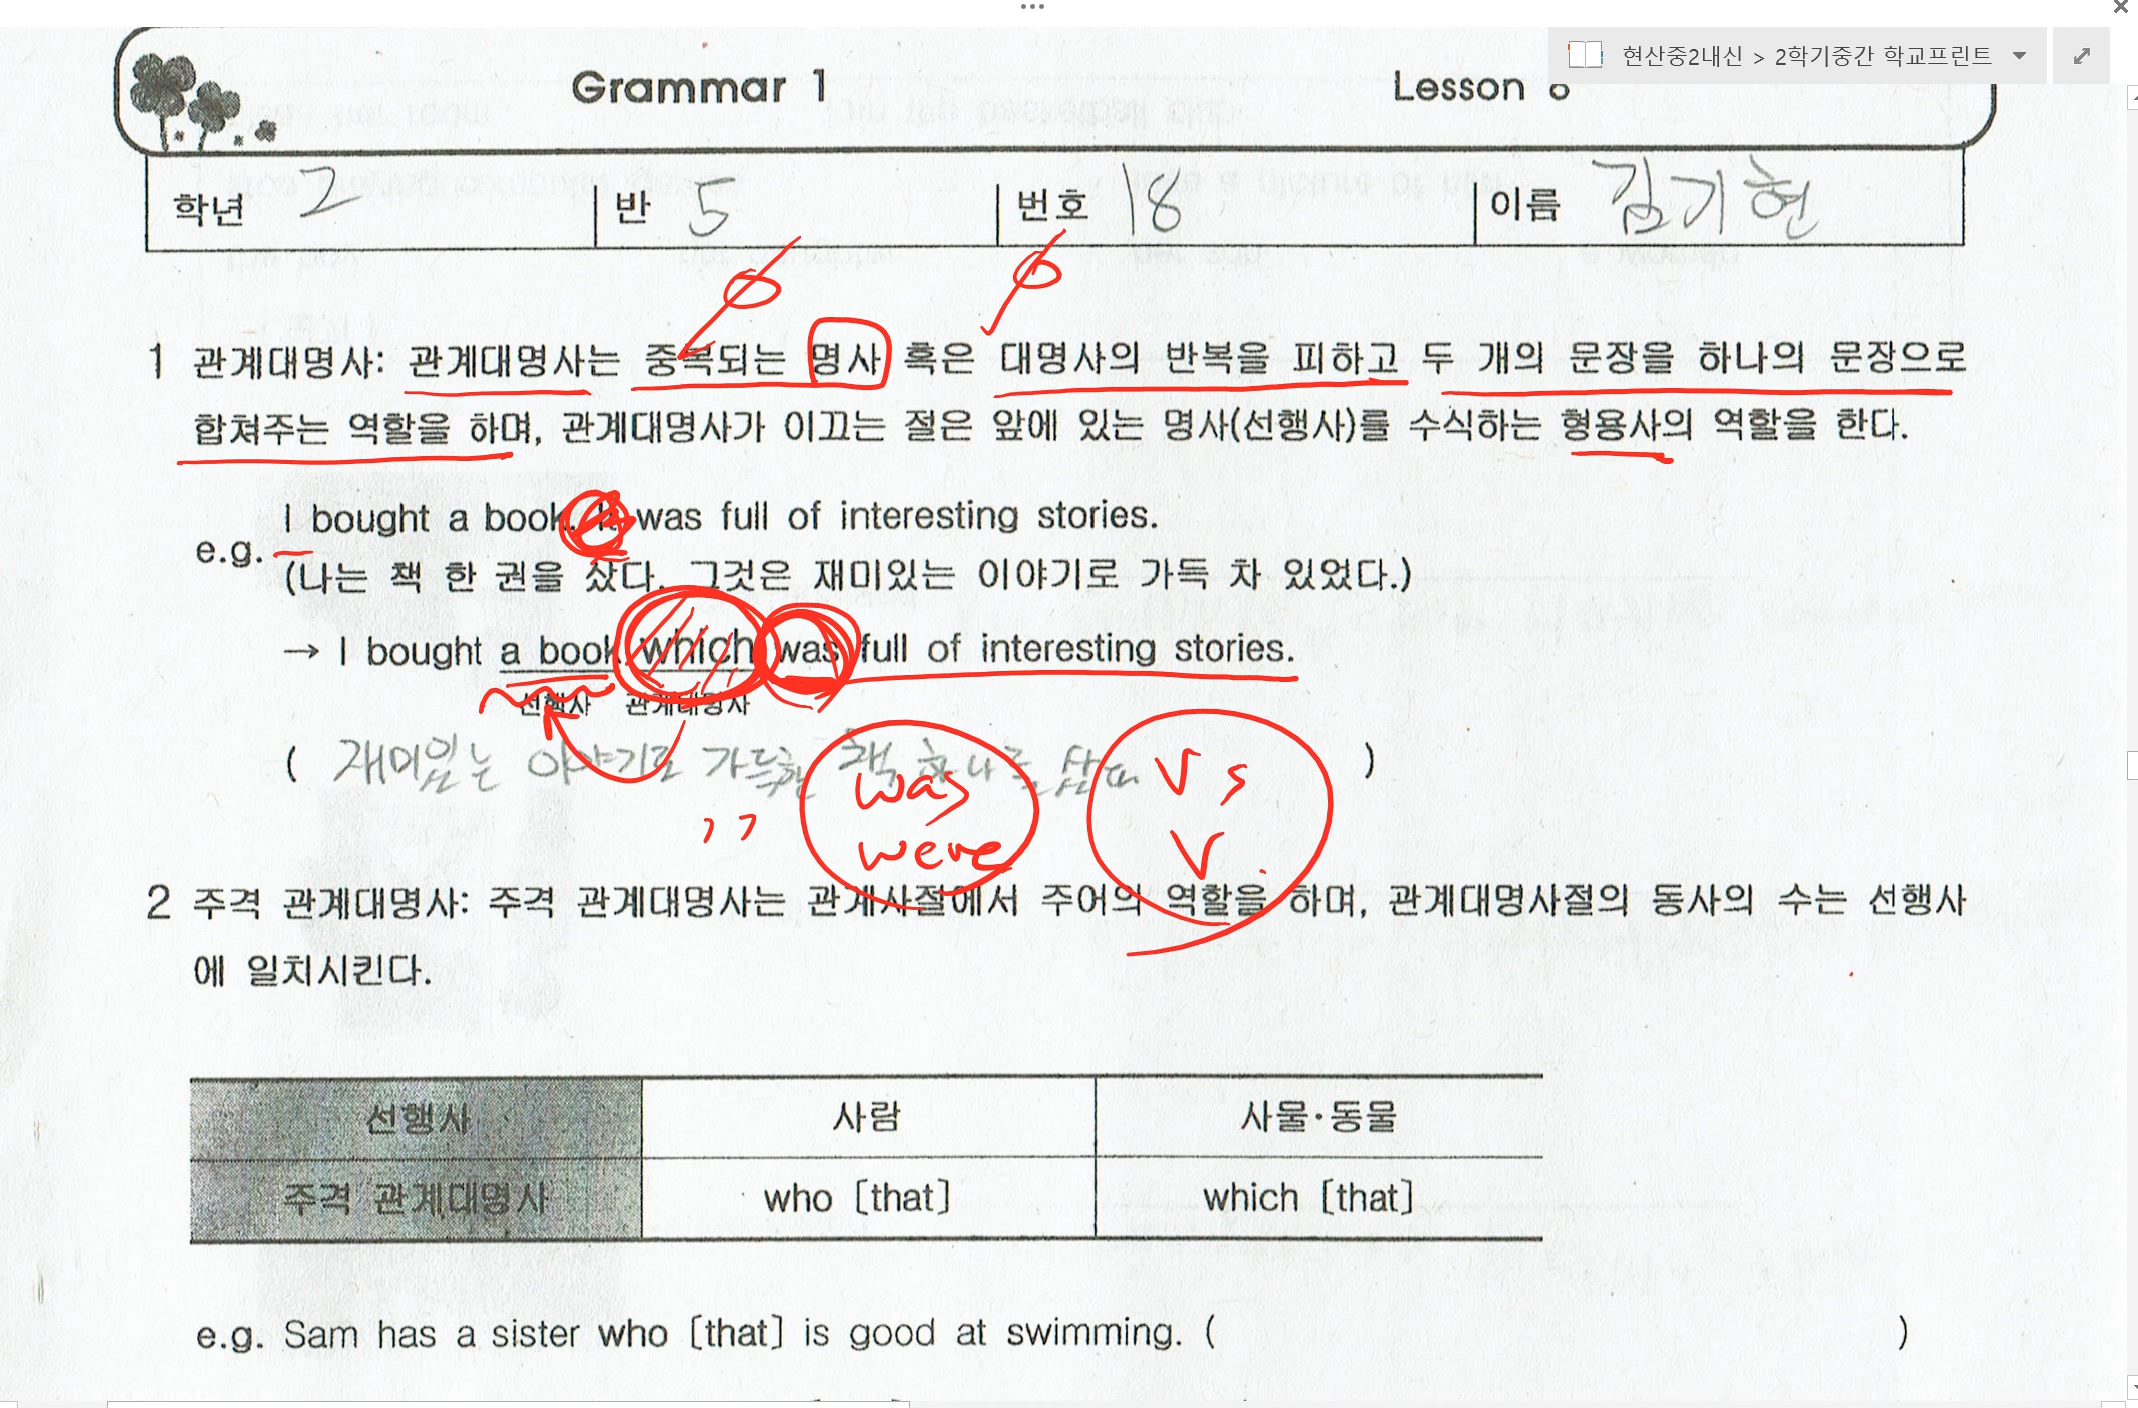 현산중2내신 > 2학기중간 학교프린트
Grammar 1 Lesson
학년 2 반 5 번호 18 이름 김기현
1 관계대명사: 관계대명사는 중복되는 명사 혹은 대명사의 반복을 피하고 두 개의 문장을 하나의 문장으로
합쳐주는 역할을 하며, 관계대명사가 이끄는 절은 앞에 있는 명사(선행사)를 수식하는 형용사의 역할을 한다.
I bought a book. It was full of interesting stories.
e.g.
(나는 책 한 권을 샀다. 그것은 재미있는 이야기로 가득 차 있었다.)
→ I bought a book which was full of interesting stories.
선행사 관계대명사
( 재미있는 이야기로 가득한 책 하나를 샀다 )
was Vs
were V
2 주격 관계대명사: 주격 관계대명사는 관계사절에서 주어의 역할을 하며, 관계대명사절의 동사의 수는 선행사
에 일치시킨다.
선행사 사람 사물·동물
주격 관계대명사 who [that] which [that]
e.g. Sam has a sister who [that] is good at swimming. ( )